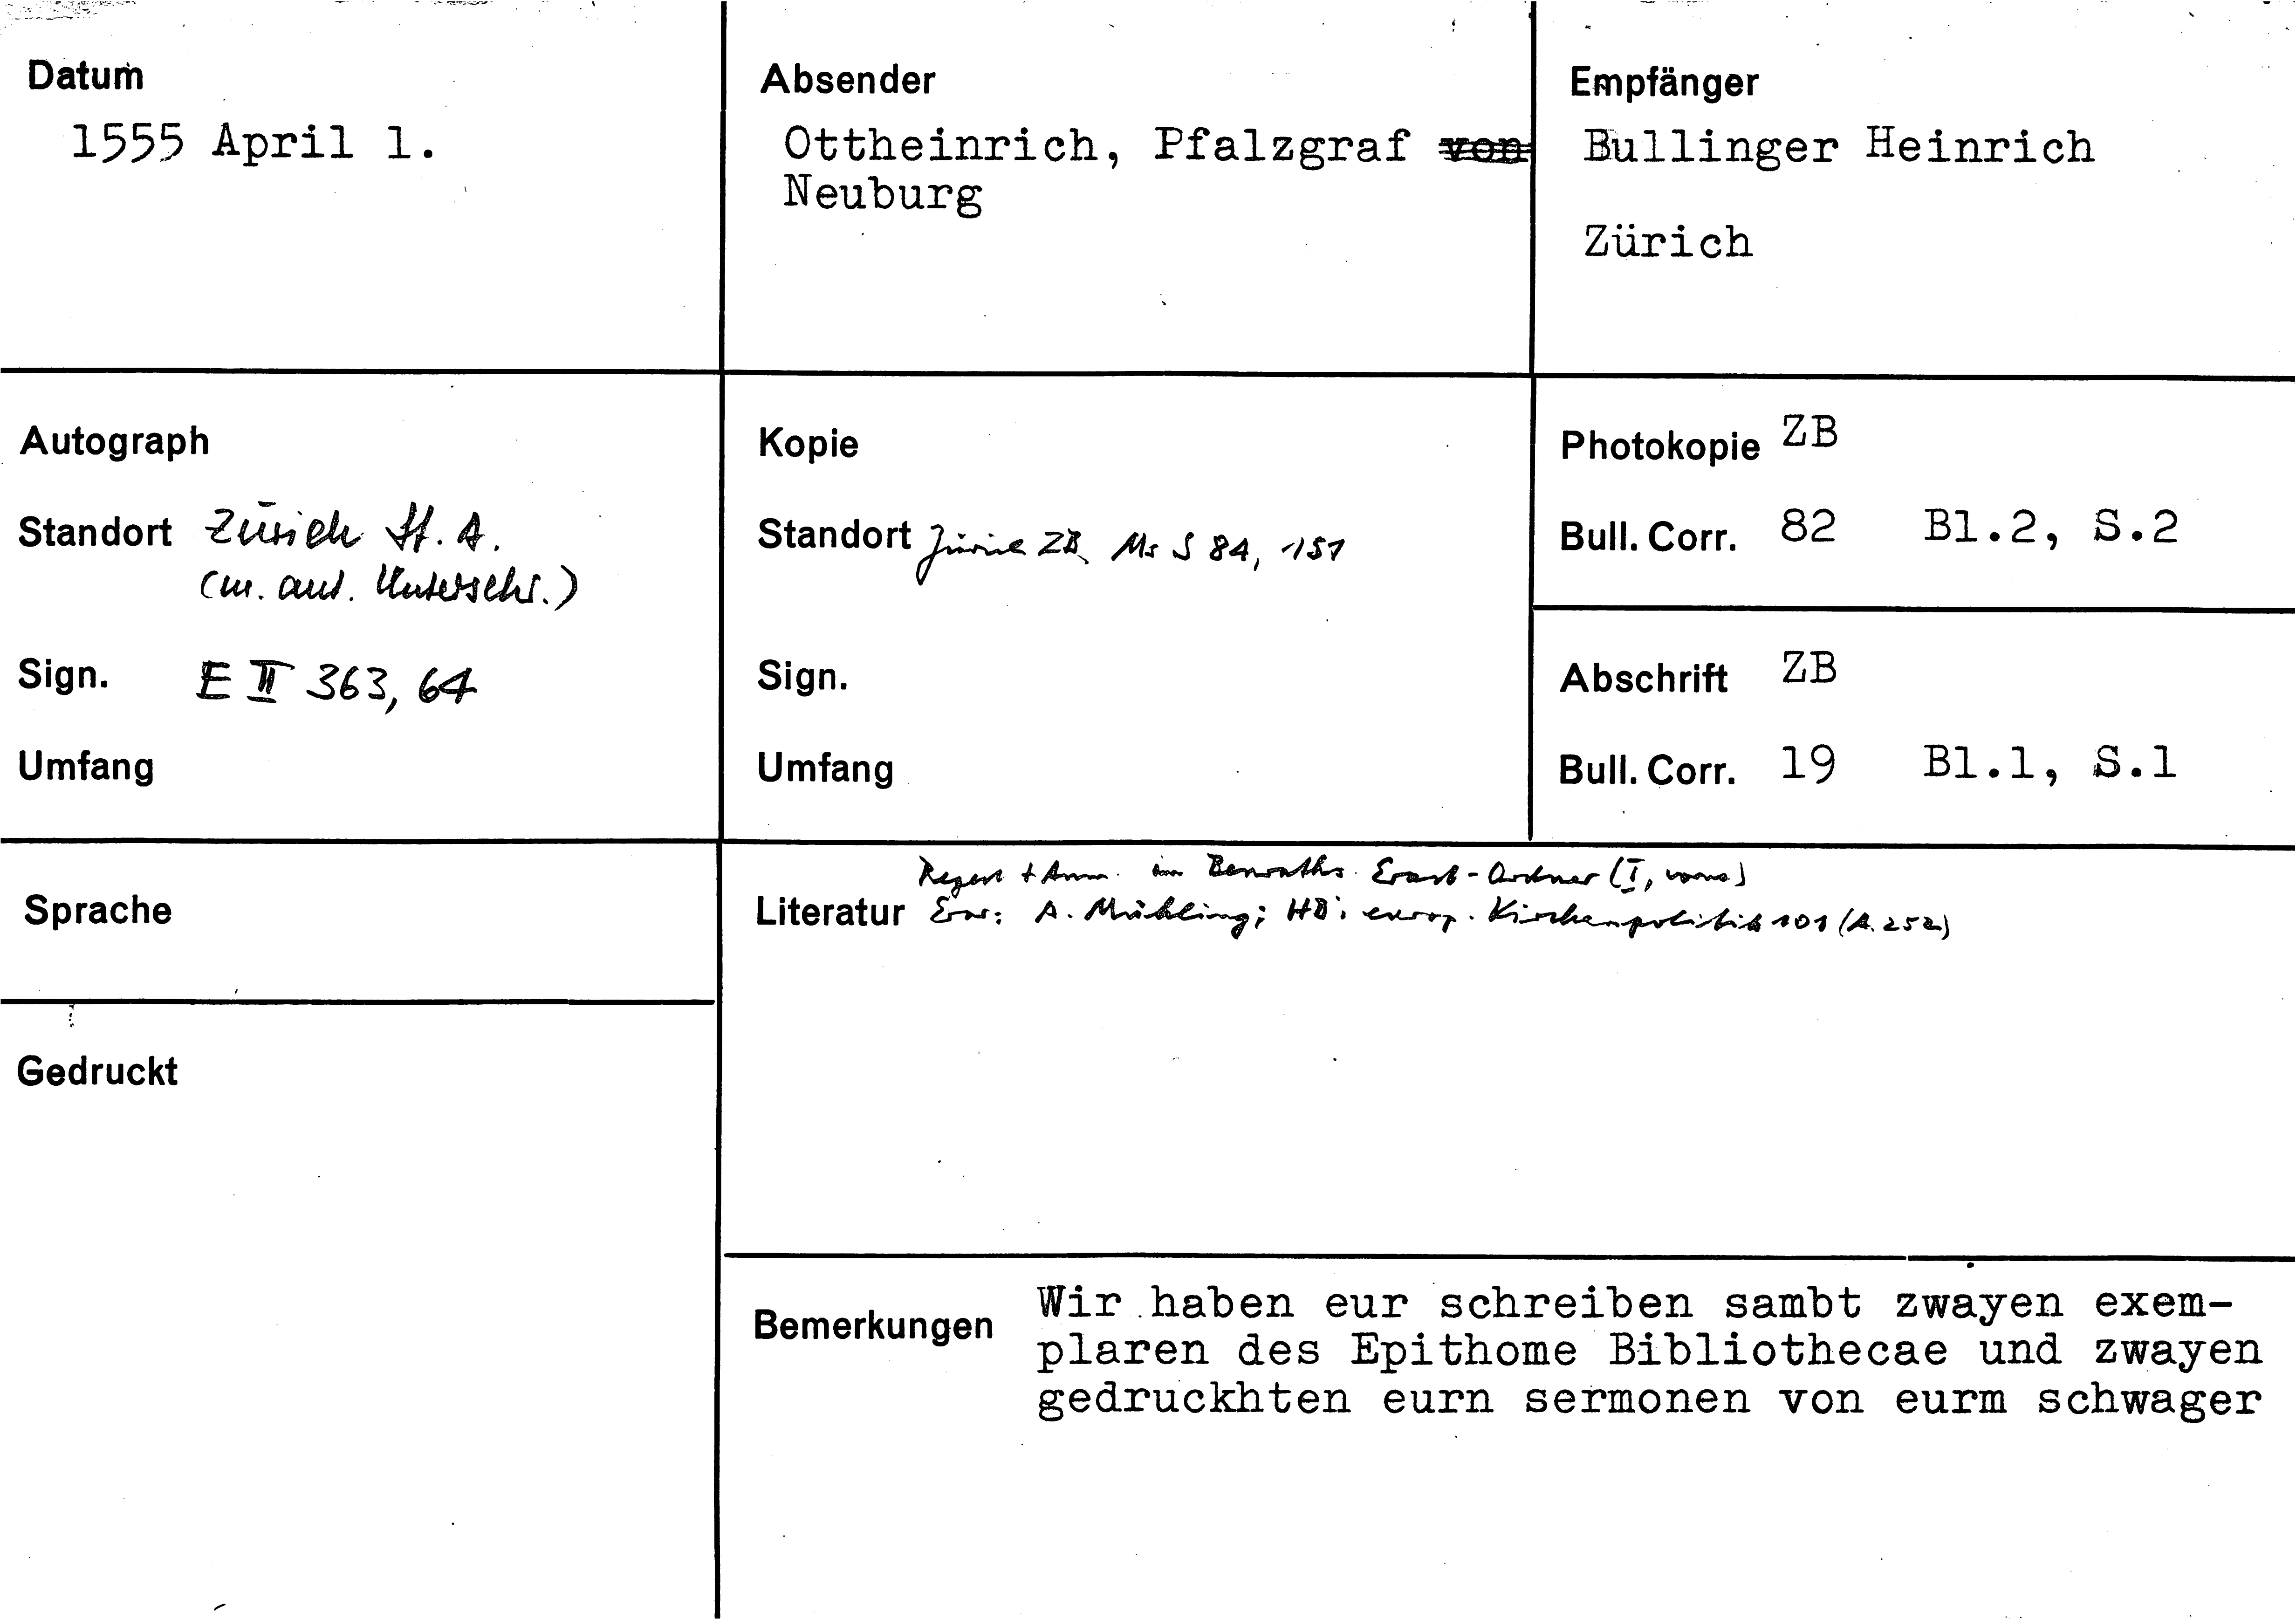 Datum
1555 April 1.
Absender
Ottheinrich, Pfalzgraf von
Neuburg
Empfänger
Bullinger Heinrich
Zürich
Autograph
Standort Zürich St. A.
(m. aut. Unterschr.)
Sign. E II 363, 64
Umfang
Kopie
Standort Zürich ZB, Ms S 84, 151
Sign.
Umfang
Photokopie ZB
Bull. Corr. 82 Bl.2, S.2
Abschrift ZB
Bull. Corr. 19 Bl.1, S.1
Sprache
Gedruckt
Regest + Anm. im Benraths Erast-Ordner (I, vorne)
Literatur Erw: A. Mühling; HB's europ. Kirchenpolitik 101 (A. 252)
Bemerkungen
Wir haben eur schreiben sambt zwayen exem-
plaren des Epithome Bibliothecae und zwayen
gedruckhten eurn sermonen von eurm schwager